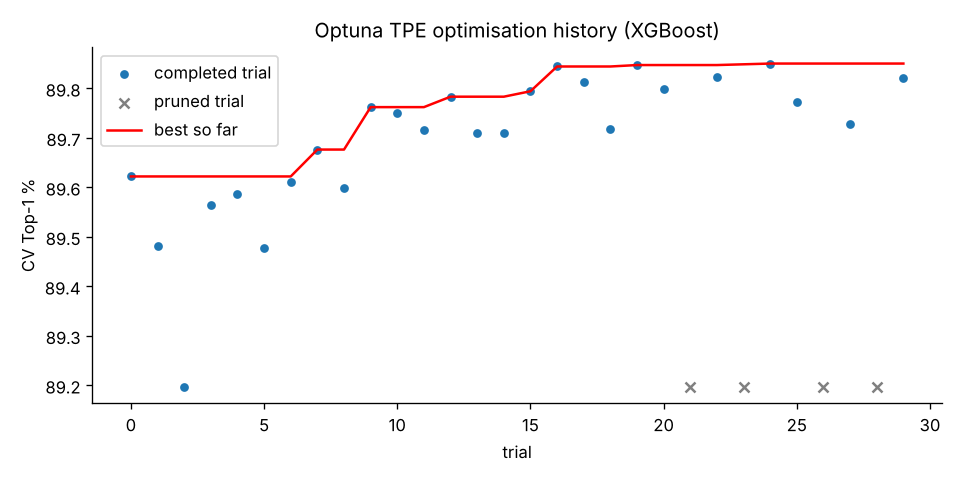 Optuna TPE optimisation history (XGBoost)
completed trial
pruned trial
best so far
CV Top-1 %
89.8
89.7
89.6
89.5
89.4
89.3
89.2
0 5 10 15 20 25 30
trial